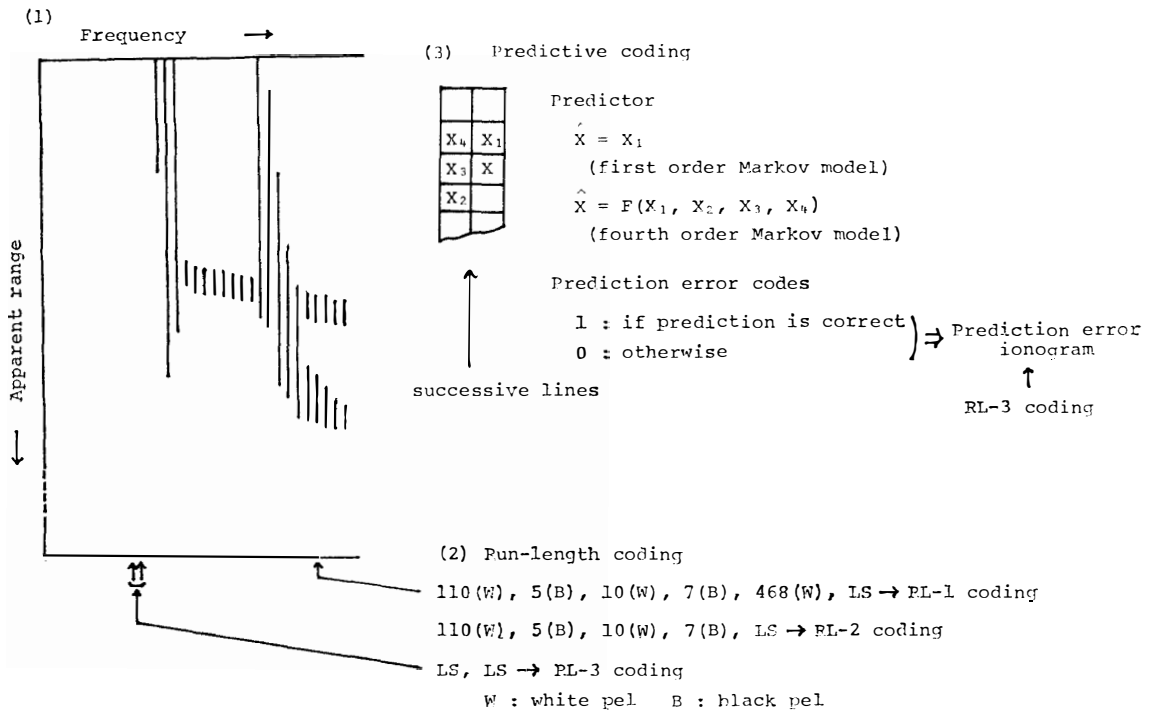 (1)
Frequency →
Apparent range →
(3) Predictive coding
X₄ X₁
X₃ X
X₂
successive lines
Predictor
X̂ = X₁
(first order Markov model)
X̂ = F(X₁, X₂, X₃, X₄)
(fourth order Markov model)
Prediction error codes
1 : if prediction is correct
0 : otherwise
⇒ Prediction error
ionogram
↑
RL-3 coding
(2) Run-length coding
110(W), 5(B), 10(W), 7(B), 468(W), LS → RL-1 coding
110(W), 5(B), 10(W), 7(B), LS → RL-2 coding
LS, LS → RL-3 coding
W : white pel B : black pel